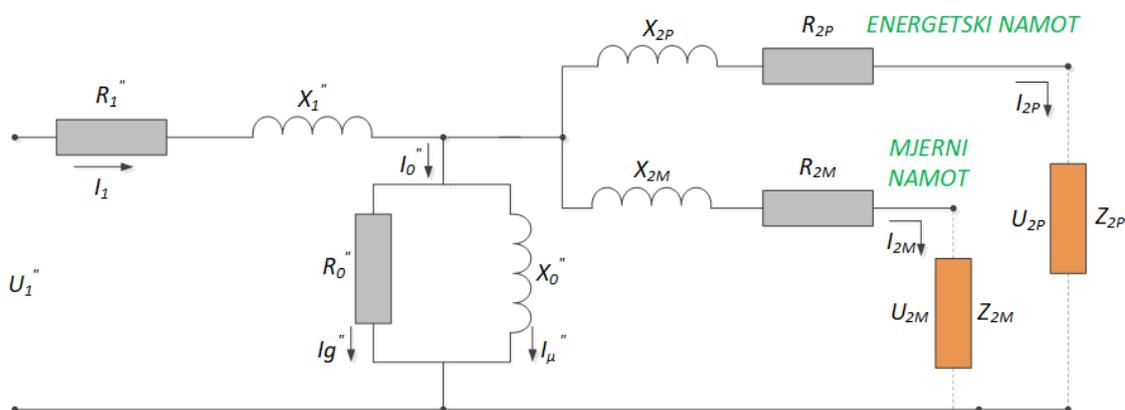 X2P
R2P
ENERGETSKI NAMOT
R1"
X1"
I2P
I1
I0"
X2M
R2M
MJERNI
NAMOT
I2M
U2P
Z2P
R0"
X0"
U1"
U2M
Z2M
Ig"
Iμ"